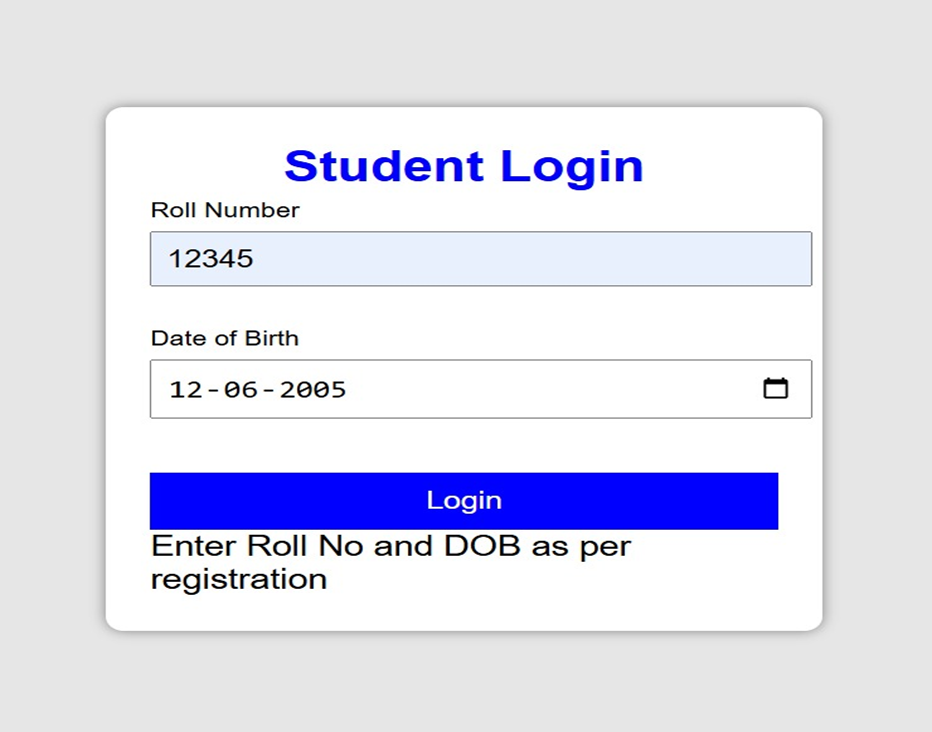 Student Login
Roll Number
12345
Date of Birth
12-06-2005
Login
Enter Roll No and DOB as per
registration